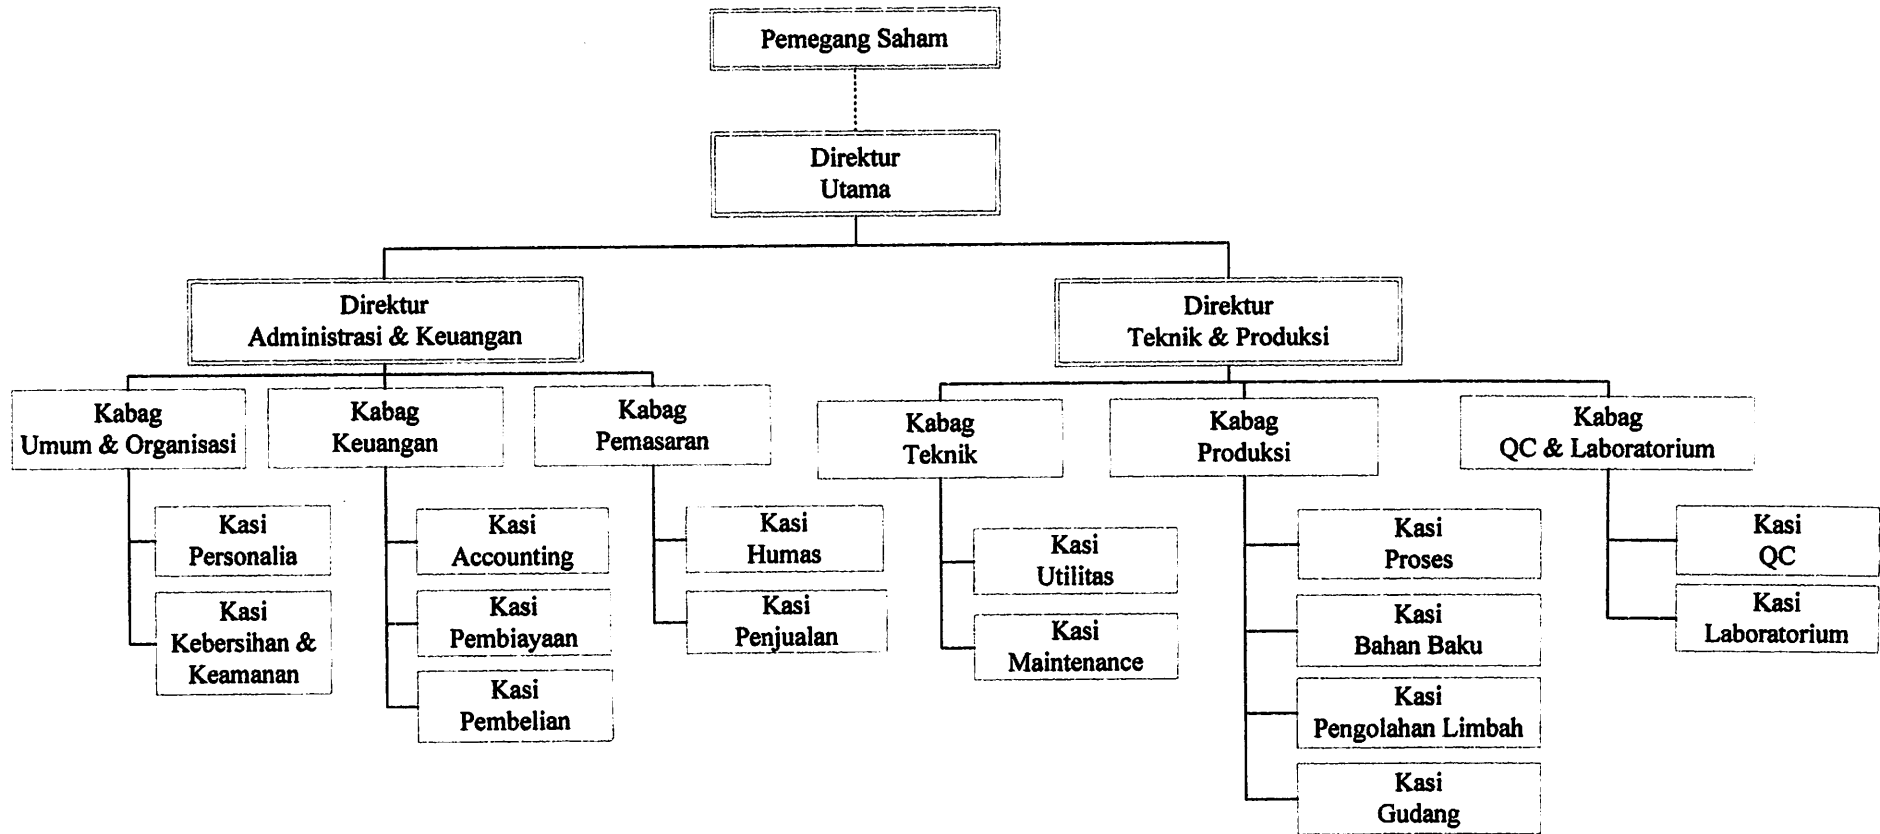 Pemegang Saham
Direktur
Utama
Direktur
Administrasi & Keuangan
Direktur
Teknik & Produksi
Kabag
Umum & Organisasi
Kabag
Keuangan
Kabag
Pemasaran
Kabag
Teknik
Kabag
Produksi
Kabag
QC & Laboratorium
Kasi
Personalia
Kasi
Kebersihan &
Keamanan
Kasi
Accounting
Kasi
Pembiayaan
Kasi
Pembelian
Kasi
Humas
Kasi
Penjualan
Kasi
Utilitas
Kasi
Maintenance
Kasi
Proses
Kasi
Bahan Baku
Kasi
Pengolahan Limbah
Kasi
Gudang
Kasi
QC
Kasi
Laboratorium